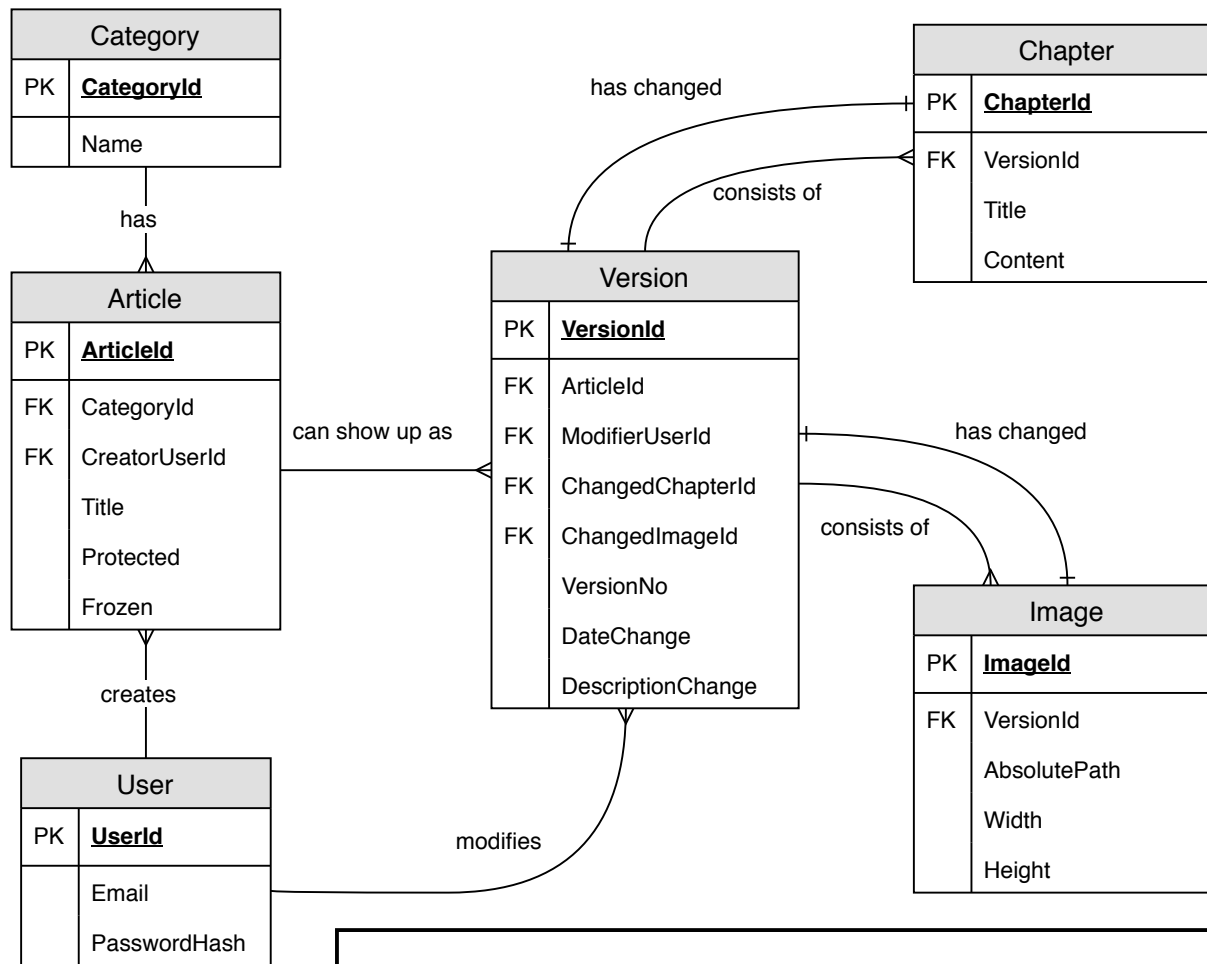 Category
PK CategoryId
Name
has
Article
PK ArticleId
FK CategoryId
FK CreatorUserId
Title
Protected
Frozen
creates
User
PK UserId
Email
PasswordHash
can show up as
modifies
Version
PK VersionId
FK ArticleId
FK ModifierUserId
FK ChangedChapterId
FK ChangedImageId
VersionNo
DateChange
DescriptionChange
has changed
consists of
Chapter
PK ChapterId
FK VersionId
Title
Content
has changed
consists of
Image
PK ImageId
FK VersionId
AbsolutePath
Width
Height